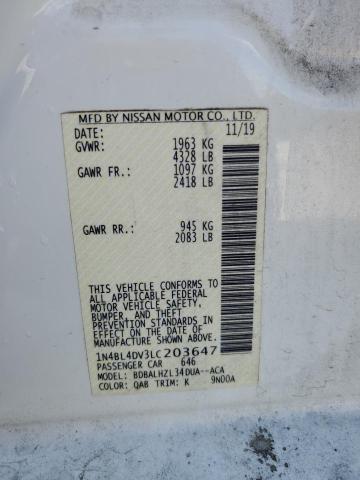 MFD BY NISSAN MOTOR CO., LTD.
DATE: 11/19
GVWR: 1963 KG
4328 LB
GAWR FR.: 1097 KG
2418 LB
GAWR RR.: 945 KG
2083 LB
THIS VEHICLE CONFORMS TO
ALL APPLICABLE FEDERAL
MOTOR VEHICLE SAFETY,
BUMPER, AND THEFT
PREVENTION STANDARDS IN
EFFECT ON THE DATE OF
MANUFACTURE SHOWN ABOVE.
1N4BL4DV3LC203647
PASSENGER CAR 646
MODEL: BDBALHZL34DUA--ACA
COLOR: QAB TRIM: K 9N00A